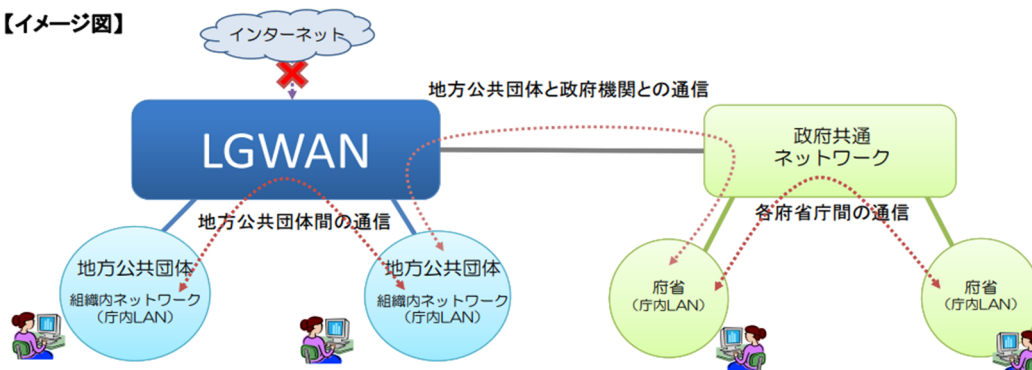 【イメージ図】
インターネット
地方公共団体と政府機関との通信
LGWAN
政府共通
ネットワーク
地方公共団体間の通信
各府省庁間の通信
地方公共団体
組織内ネットワーク
（庁内LAN）
地方公共団体
組織内ネットワーク
（庁内LAN）
府省
（庁内LAN）
府省
（庁内LAN）